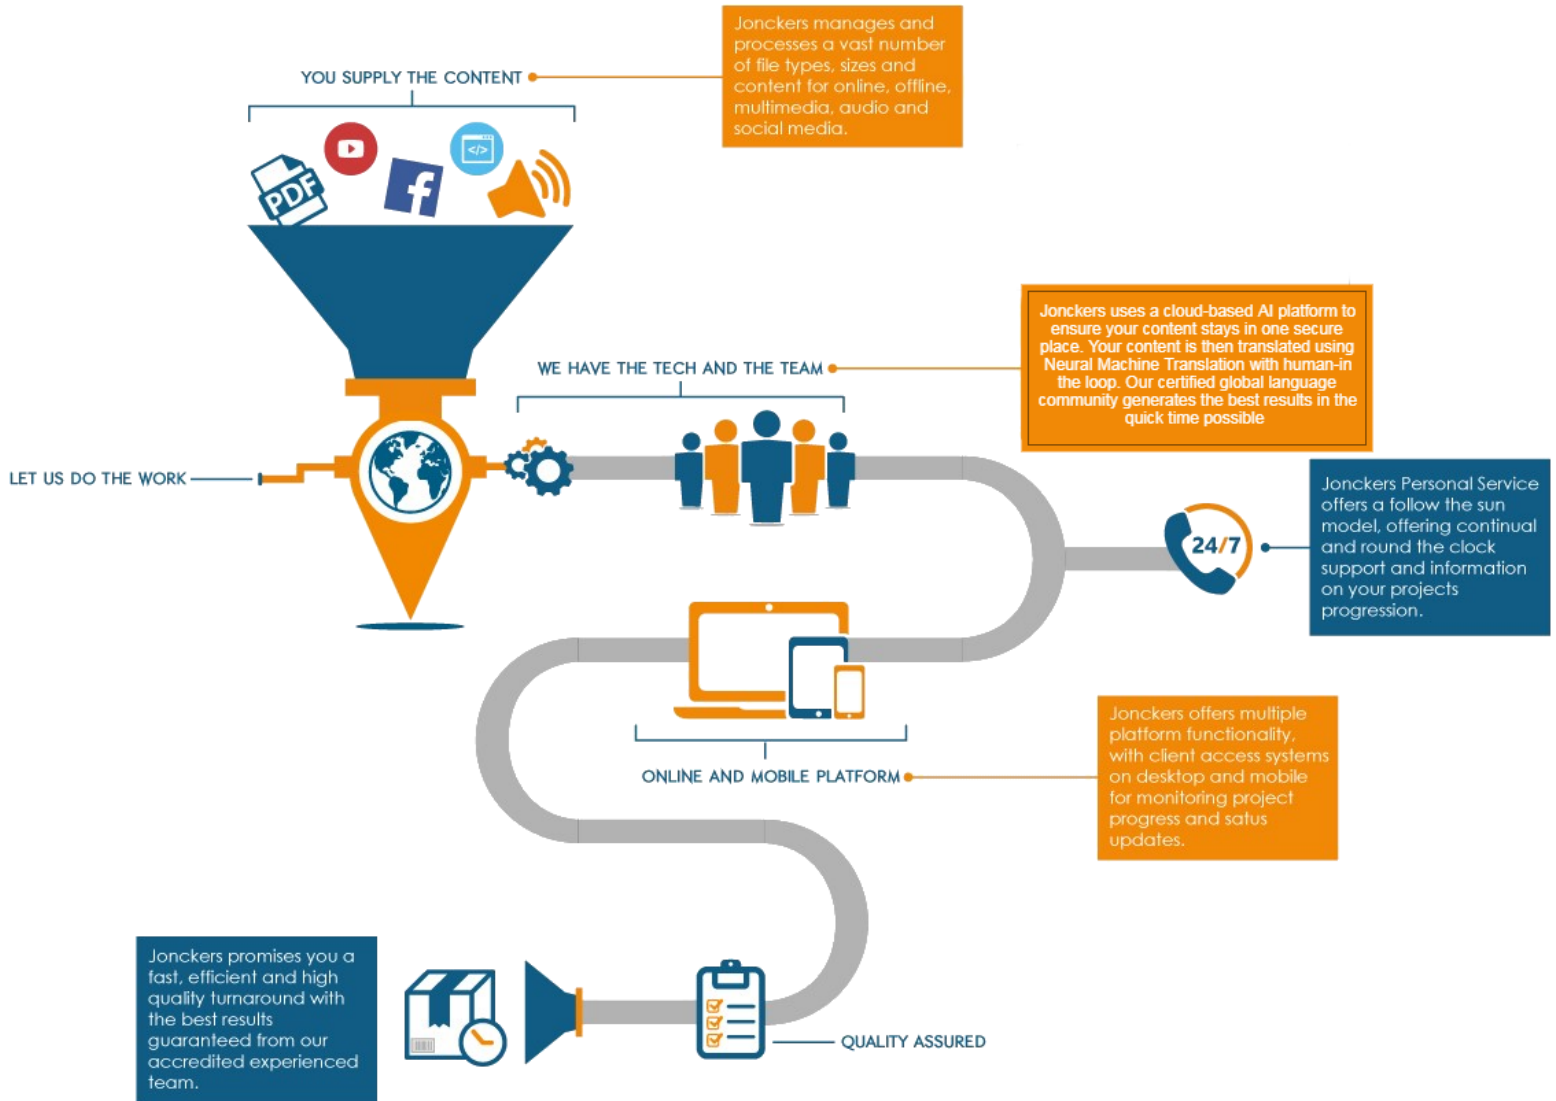 Jonckers manages and
processes a vast number
of file types, sizes and
content for online, offline,
multimedia, audio and
social media.
YOU SUPPLY THE CONTENT
PDF
f
</>
Jonckers uses a cloud-based AI platform to
ensure your content stays in one secure
place. Your content is then translated using
Neural Machine Translation with human-in
the loop. Our certified global language
community generates the best results in the
quick time possible
WE HAVE THE TECH AND THE TEAM
LET US DO THE WORK
Jonckers Personal Service
offers a follow the sun
model, offering continual
and round the clock
support and information
on your projects
progression.
24/7
Jonckers offers multiple
platform functionality,
with client access systems
on desktop and mobile
for monitoring project
progress and satus
updates.
ONLINE AND MOBILE PLATFORM
Jonckers promises you a
fast, efficient and high
quality turnaround with
the best results
guaranteed from our
accredited experienced
team.
QUALITY ASSURED